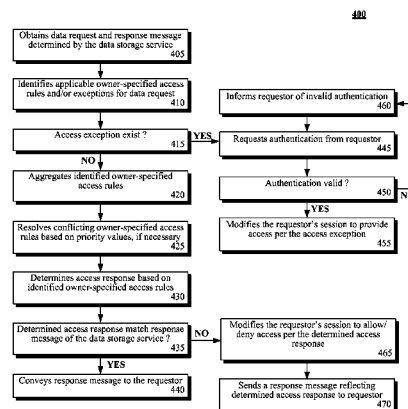 400
Obtains data request and response message
determined by the data storage service
405
Identifies applicable owner-specified access
rules and/or exceptions for data request
410
Access exception exist ?
415
YES
NO
Aggregates identified owner-specified
access rules
420
Resolves conflicting owner-specified access
rules based on priority values, if necessary
425
Determines access response based on
identified owner-specified access rules
430
Determined access response match response
message of the data storage service ?
435
NO
YES
Conveys response message to the requestor
440
Informs requestor of invalid authentication
460
Requests authentication from requestor
445
Authentication valid ?
450
N
YES
Modifies the requestor's session to provide
access per the access exception
455
Modifies the requestor's session to allow/
deny access per the determined access
response
465
Sends a response message reflecting
determined access response to requestor
470